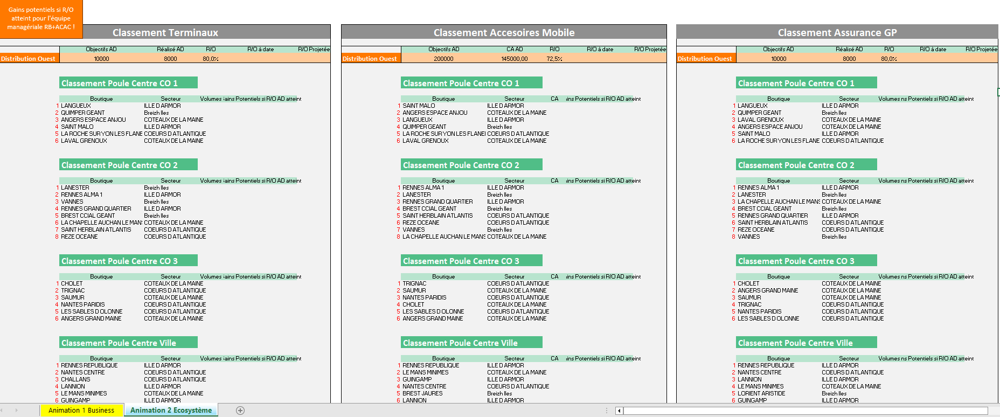 Gains potentiels si R/O
atteint pour l'équipe
managériale RB+ACAC !
Classement Terminaux
Objectifs AD Réalisé AD R/O R/O à date R/O Projetée
Distribution Ouest 10000 8000 80,0%
Classement Poule Centre CO 1
Boutique Secteur Volumes Potentiels si R/O AD atteint
1 LANGUEUX ILLE D ARMOR
2 QUIMPER GEANT Breizh Iles
3 ANGERS ESPACE ANJOU COTEAUX DE LA MAINE
4 SAINT MALO ILLE D ARMOR
5 LA ROCHE SUR YON LES FLANE COEURS D ATLANTIQUE
6 LAVAL GRENOUX COTEAUX DE LA MAINE
Classement Poule Centre CO 2
Boutique Secteur Volumes Potentiels si R/O AD atteint
1 LANESTER Breizh Iles
2 RENNES ALMA 1 ILLE D ARMOR
3 VANNES Breizh Iles
4 RENNES GRAND QUARTIER ILLE D ARMOR
5 BREST CCIAL GEANT Breizh Iles
6 LA CHAPELLE AUCHAN LE MAN COTEAUX DE LA MAINE
7 SAINT HERBLAIN ATLANTIS COEURS D ATLANTIQUE
8 REZE OCEANE COEURS D ATLANTIQUE
Classement Poule Centre CO 3
Boutique Secteur Volumes Potentiels si R/O AD atteint
1 CHOLET COTEAUX DE LA MAINE
2 TRIGNAC COEURS D ATLANTIQUE
3 SAUMUR COTEAUX DE LA MAINE
4 NANTES PARIDIS COEURS D ATLANTIQUE
5 LES SABLES D OLONNE COEURS D ATLANTIQUE
6 ANGERS GRAND MAINE COTEAUX DE LA MAINE
Classement Poule Centre Ville
Boutique Secteur Volumes Potentiels si R/O AD atteint
1 RENNES REPUBLIQUE ILLE D ARMOR
2 NANTES CENTRE COEURS D ATLANTIQUE
3 CHALLANS COEURS D ATLANTIQUE
4 LANNION ILLE D ARMOR
5 LE MANS MINIMES COTEAUX DE LA MAINE
6 GUINGAMP ILLE D ARMOR
Classement Accesoires Mobile
Objectifs AD CA AD R/O R/O à date R/O Projetée
Distribution Ouest 200000 145000,00 72,5%
Classement Poule Centre CO 1
Boutique Secteur CA ins Potentiels si R/O AD atteint
1 SAINT MALO ILLE D ARMOR
2 ANGERS ESPACE ANJOU COTEAUX DE LA MAINE
3 LANGUEUX ILLE D ARMOR
4 QUIMPER GEANT Breizh Iles
5 LA ROCHE SUR YON LES FLANE COEURS D ATLANTIQUE
6 LAVAL GRENOUX COTEAUX DE LA MAINE
Classement Poule Centre CO 2
Boutique Secteur CA ins Potentiels si R/O AD atteint
1 RENNES ALMA 1 ILLE D ARMOR
2 LANESTER Breizh Iles
3 RENNES GRAND QUARTIER ILLE D ARMOR
4 BREST CCIAL GEANT Breizh Iles
5 SAINT HERBLAIN ATLANTIS COEURS D ATLANTIQUE
6 REZE OCEANE COEURS D ATLANTIQUE
7 VANNES Breizh Iles
8 LA CHAPELLE AUCHAN LE MANS COTEAUX DE LA MAINE
Classement Poule Centre CO 3
Boutique Secteur CA ins Potentiels si R/O AD atteint
1 TRIGNAC COEURS D ATLANTIQUE
2 SAUMUR COTEAUX DE LA MAINE
3 NANTES PARIDIS COEURS D ATLANTIQUE
4 CHOLET COTEAUX DE LA MAINE
5 LES SABLES D OLONNE COEURS D ATLANTIQUE
6 ANGERS GRAND MAINE COTEAUX DE LA MAINE
Classement Poule Centre Ville
Boutique Secteur CA ins Potentiels si R/O AD atteint
1 RENNES REPUBLIQUE ILLE D ARMOR
2 LE MANS MINIMES COTEAUX DE LA MAINE
3 GUINGAMP ILLE D ARMOR
4 NANTES CENTRE COEURS D ATLANTIQUE
5 BREST JAURES Breizh Iles
6 LANNION ILLE D ARMOR
Classement Assurance GP
Objectifs AD Réalisé AD R/O R/O à date R/O Projetée
Distribution Ouest 10000 8000 80,0%
Classement Poule Centre CO 1
Boutique Secteur Volumes ns Potentiels si R/O AD atteint
1 LANGUEUX ILLE D ARMOR
2 QUIMPER GEANT Breizh Iles
3 LAVAL GRENOUX COTEAUX DE LA MAINE
4 ANGERS ESPACE ANJOU COTEAUX DE LA MAINE
5 SAINT MALO ILLE D ARMOR
6 LA ROCHE SUR YON LES FLANE COEURS D ATLANTIQUE
Classement Poule Centre CO 2
Boutique Secteur Volumes ns Potentiels si R/O AD atteint
1 RENNES ALMA 1 ILLE D ARMOR
2 LANESTER Breizh Iles
3 LA CHAPELLE AUCHAN LE MANS COTEAUX DE LA MAINE
4 BREST CCIAL GEANT Breizh Iles
5 RENNES GRAND QUARTIER ILLE D ARMOR
6 SAINT HERBLAIN ATLANTIS COEURS D ATLANTIQUE
7 REZE OCEANE COEURS D ATLANTIQUE
8 VANNES Breizh Iles
Classement Poule Centre CO 3
Boutique Secteur Volumes ns Potentiels si R/O AD atteint
1 CHOLET COTEAUX DE LA MAINE
2 ANGERS GRAND MAINE COTEAUX DE LA MAINE
3 SAUMUR COTEAUX DE LA MAINE
4 TRIGNAC COEURS D ATLANTIQUE
5 NANTES PARIDIS COEURS D ATLANTIQUE
6 LES SABLES D OLONNE COEURS D ATLANTIQUE
Classement Poule Centre Ville
Boutique Secteur Volumes ns Potentiels si R/O AD atteint
1 RENNES REPUBLIQUE ILLE D ARMOR
2 NANTES CENTRE COEURS D ATLANTIQUE
3 LANNION ILLE D ARMOR
4 LE MANS MINIMES COTEAUX DE LA MAINE
5 LORIENT ARISTIDE Breizh Iles
6 GUINGAMP ILLE D ARMOR
Animation 1 Business Animation 2 Ecosystème